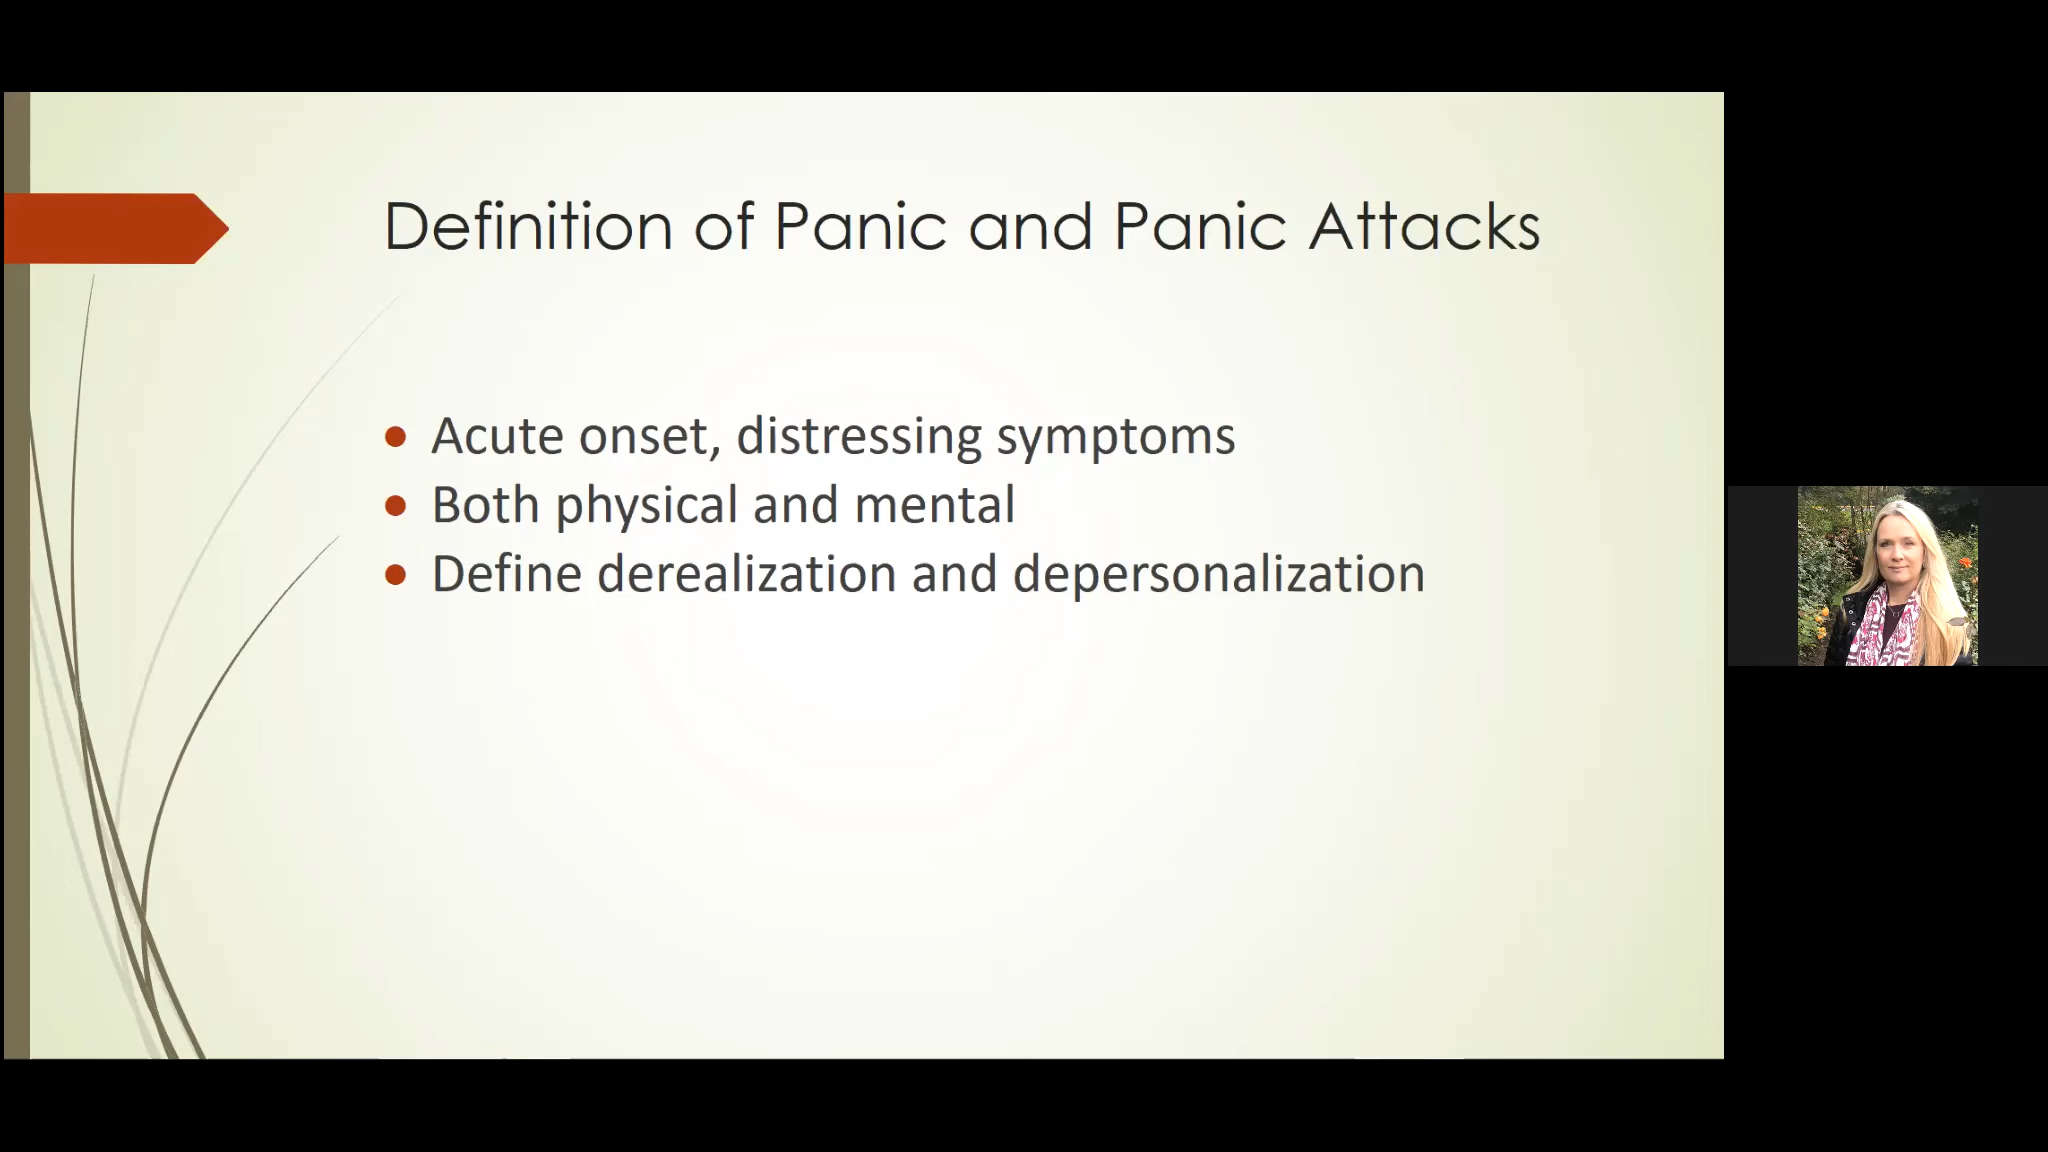 Definition of Panic and Panic Attacks
Acute onset, distressing symptoms
Both physical and mental
Define derealization and depersonalization